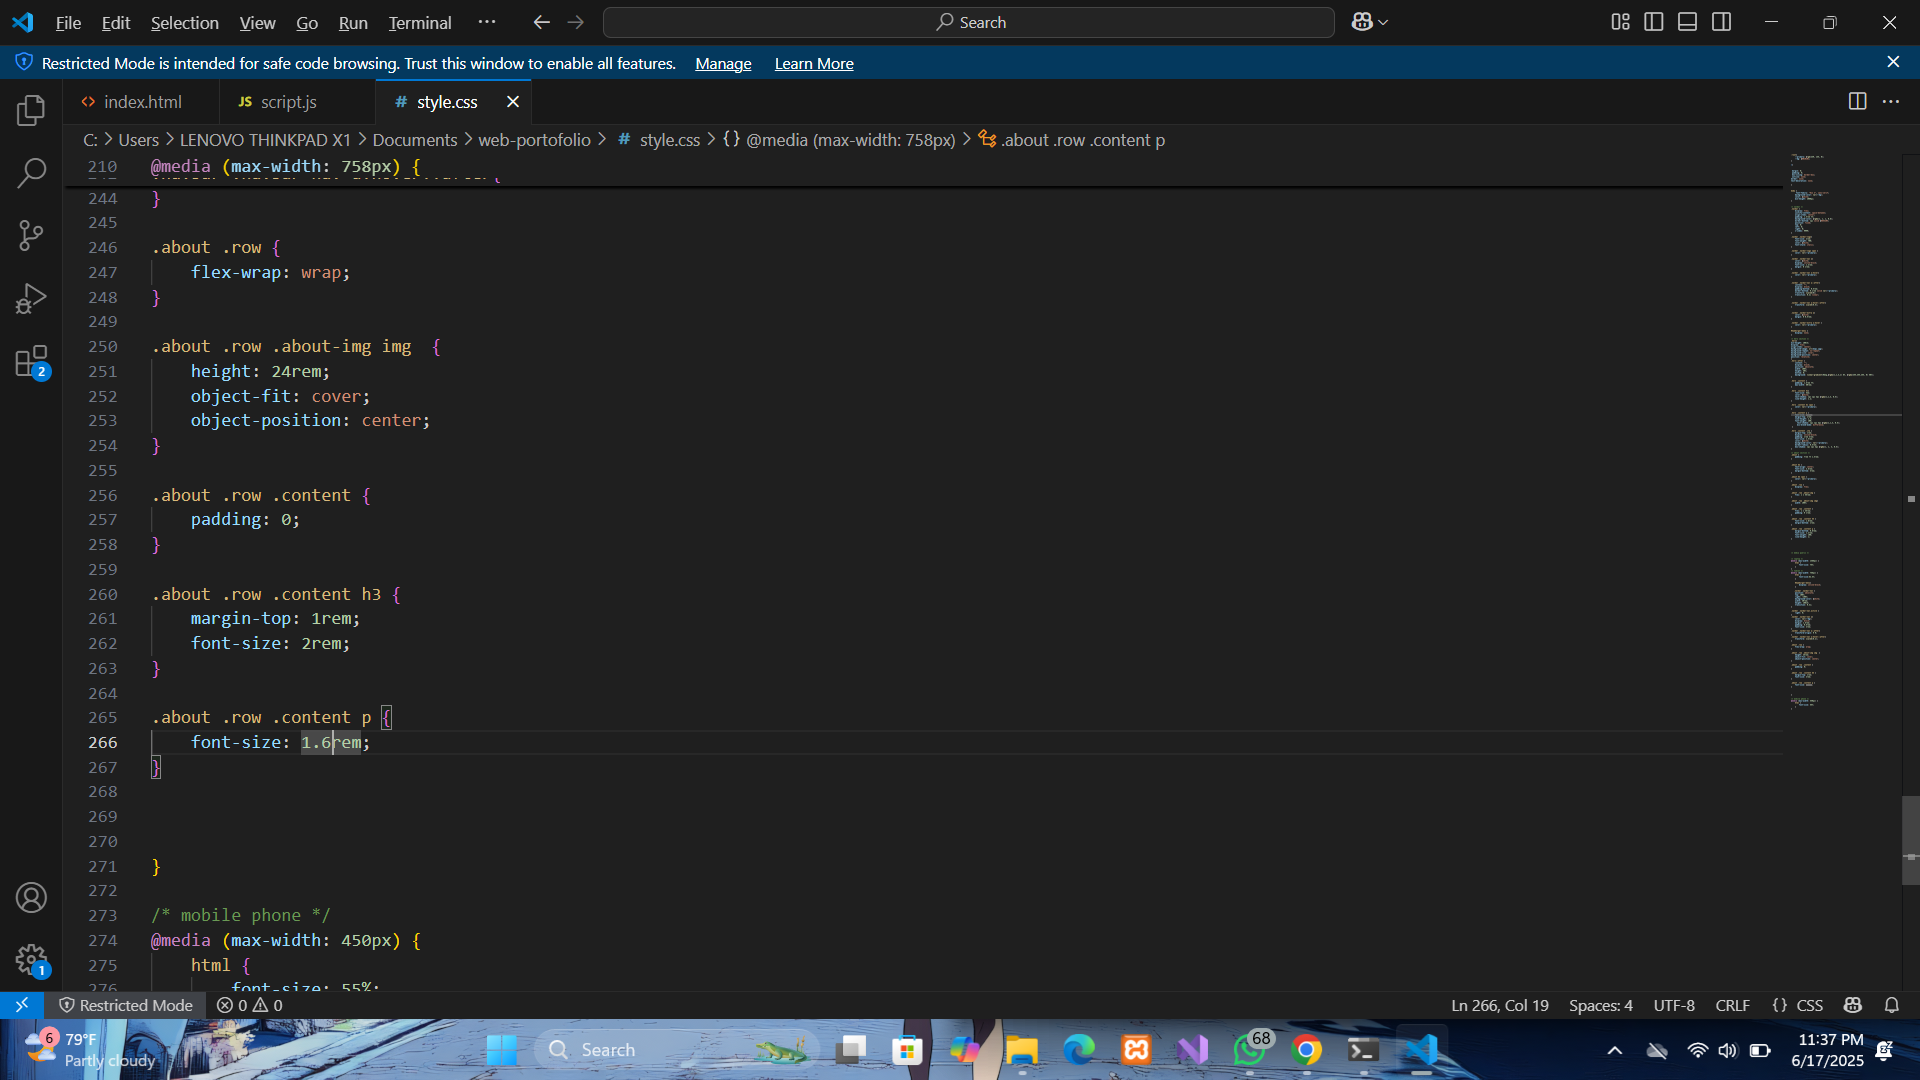 File Edit Selection View Go Run Terminal ··· Search
Restricted Mode is intended for safe code browsing. Trust this window to enable all features. Manage Learn More
index.html JS script.js # style.css
C: > Users > LENOVO THINKPAD X1 > Documents > web-portofolio > # style.css > {} @media (max-width: 758px) > .about .row .content p
210 @media (max-width: 758px) {
244 }
245
246 .about .row {
247 flex-wrap: wrap;
248 }
249
250 .about .row .about-img img {
251 height: 24rem;
252 object-fit: cover;
253 object-position: center;
254 }
255
256 .about .row .content {
257 padding: 0;
258 }
259
260 .about .row .content h3 {
261 margin-top: 1rem;
262 font-size: 2rem;
263 }
264
265 .about .row .content p {
266 font-size: 1.6rem;
267 }
268
269
270
271 }
272
273 /* mobile phone */
274 @media (max-width: 450px) {
275 html {
276 font-size: 55%;
2
1
Restricted Mode 0 0 Ln 266, Col 19 Spaces: 4 UTF-8 CRLF {} CSS
6 79°F
Partly cloudy
Search
68
11:37 PM
6/17/2025